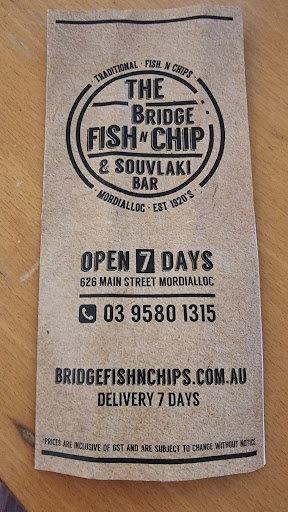 TRADITIONAL · FISH. N CHIPS ·
THE
BRIDGE
FISH N CHIP
& SOUVLAKI
BAR
· MORDIALLOC · EST 1920'S ·
OPEN 7 DAYS
626 MAIN STREET MORDIALLOC
03 9580 1315
BRIDGEFISHNCHIPS.COM.AU
DELIVERY 7 DAYS
PRICES ARE INCLUSIVE OF GST AND ARE SUBJECT TO CHANGE WITHOUT NOTICE